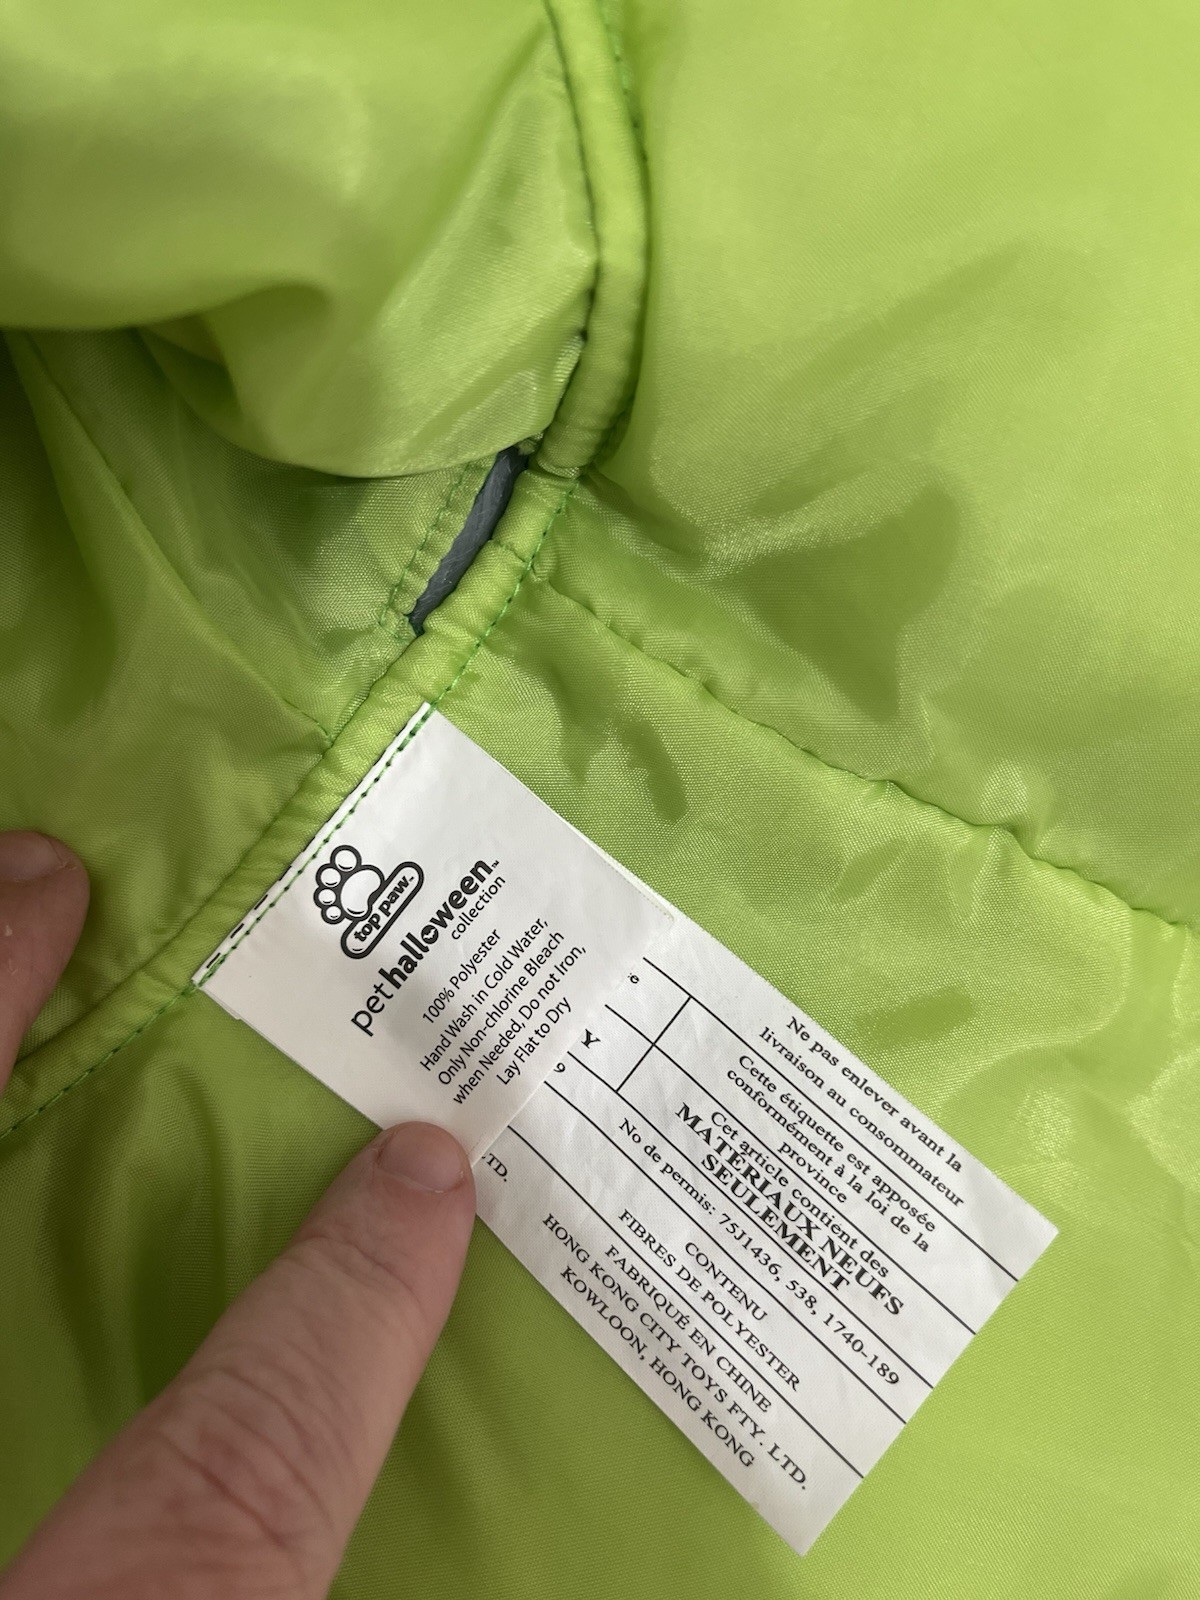 top paw™
pet halloween™
collection
100% Polyester
Hand Wash in Cold Water,
Only Non-chlorine Bleach
when Needed, Do not Iron,
Lay Flat to Dry
Ne pas enlever avant la
livraison au consommateur
Cette étiquette est apposée
conformément à la loi de la
province
Cet article contient des
MATÉRIAUX NEUFS
SEULEMENT
No de permis: 75J1436, 538, 1740-189
CONTENU
FIBRES DE POLYESTER
FABRIQUÉ EN CHINE
HONG KONG CITY TOYS FTY. LTD.
KOWLOON, HONG KONG
Y
TD.